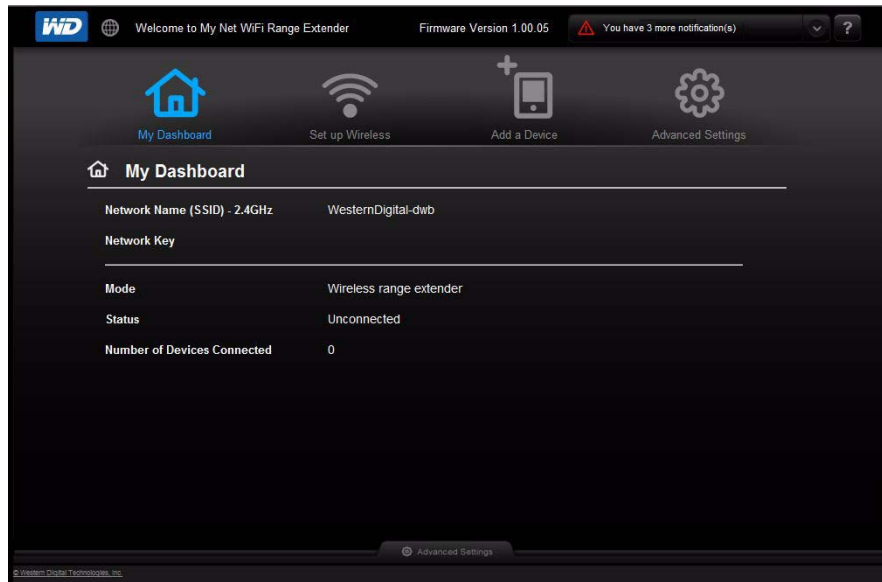 WD Welcome to My Net WiFi Range Extender Firmware Version 1.00.05 You have 3 more notification(s) ?
My Dashboard Set up Wireless Add a Device Advanced Settings
My Dashboard
Network Name (SSID) - 2.4GHz WesternDigital-dwb
Network Key
Mode Wireless range extender
Status Unconnected
Number of Devices Connected 0
Advanced Settings
© Western Digital Technologies, Inc.